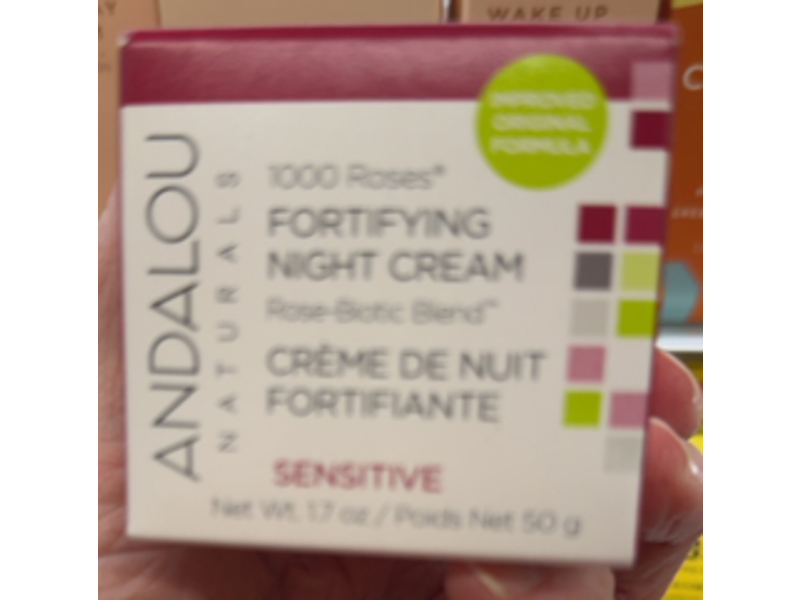 WAKE UP
IMPROVED
ORIGINAL
FORMULA
ANDALOU
NATURALS
1000 Roses®
FORTIFYING
NIGHT CREAM
Rose-Biotic Blend™
CRÈME DE NUIT
FORTIFIANTE
SENSITIVE
Net Wt. 1.7 oz / Poids Net 50 g